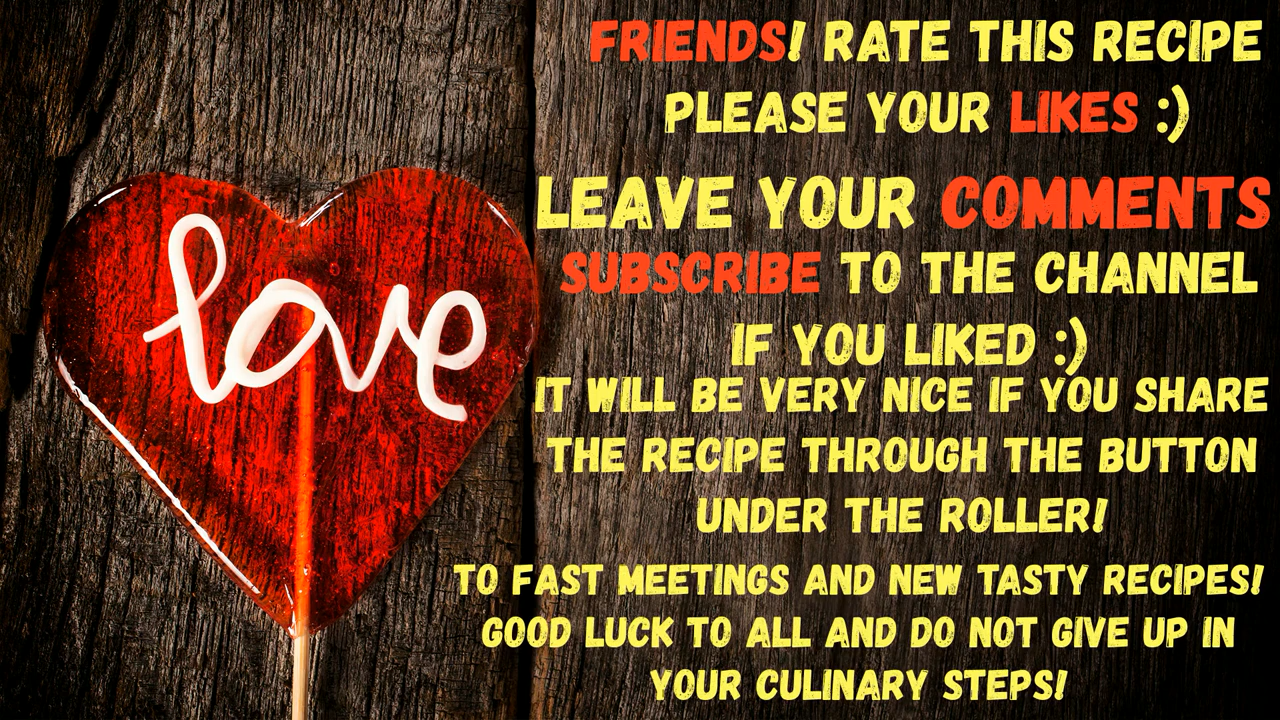 love
FRIENDS! RATE THIS RECIPE
PLEASE YOUR LIKES :)
LEAVE YOUR COMMENTS
SUBSCRIBE TO THE CHANNEL
IF YOU LIKED :)
IT WILL BE VERY NICE IF YOU SHARE
THE RECIPE THROUGH THE BUTTON
UNDER THE ROLLER!
TO FAST MEETINGS AND NEW TASTY RECIPES!
GOOD LUCK TO ALL AND DO NOT GIVE UP IN
YOUR CULINARY STEPS!